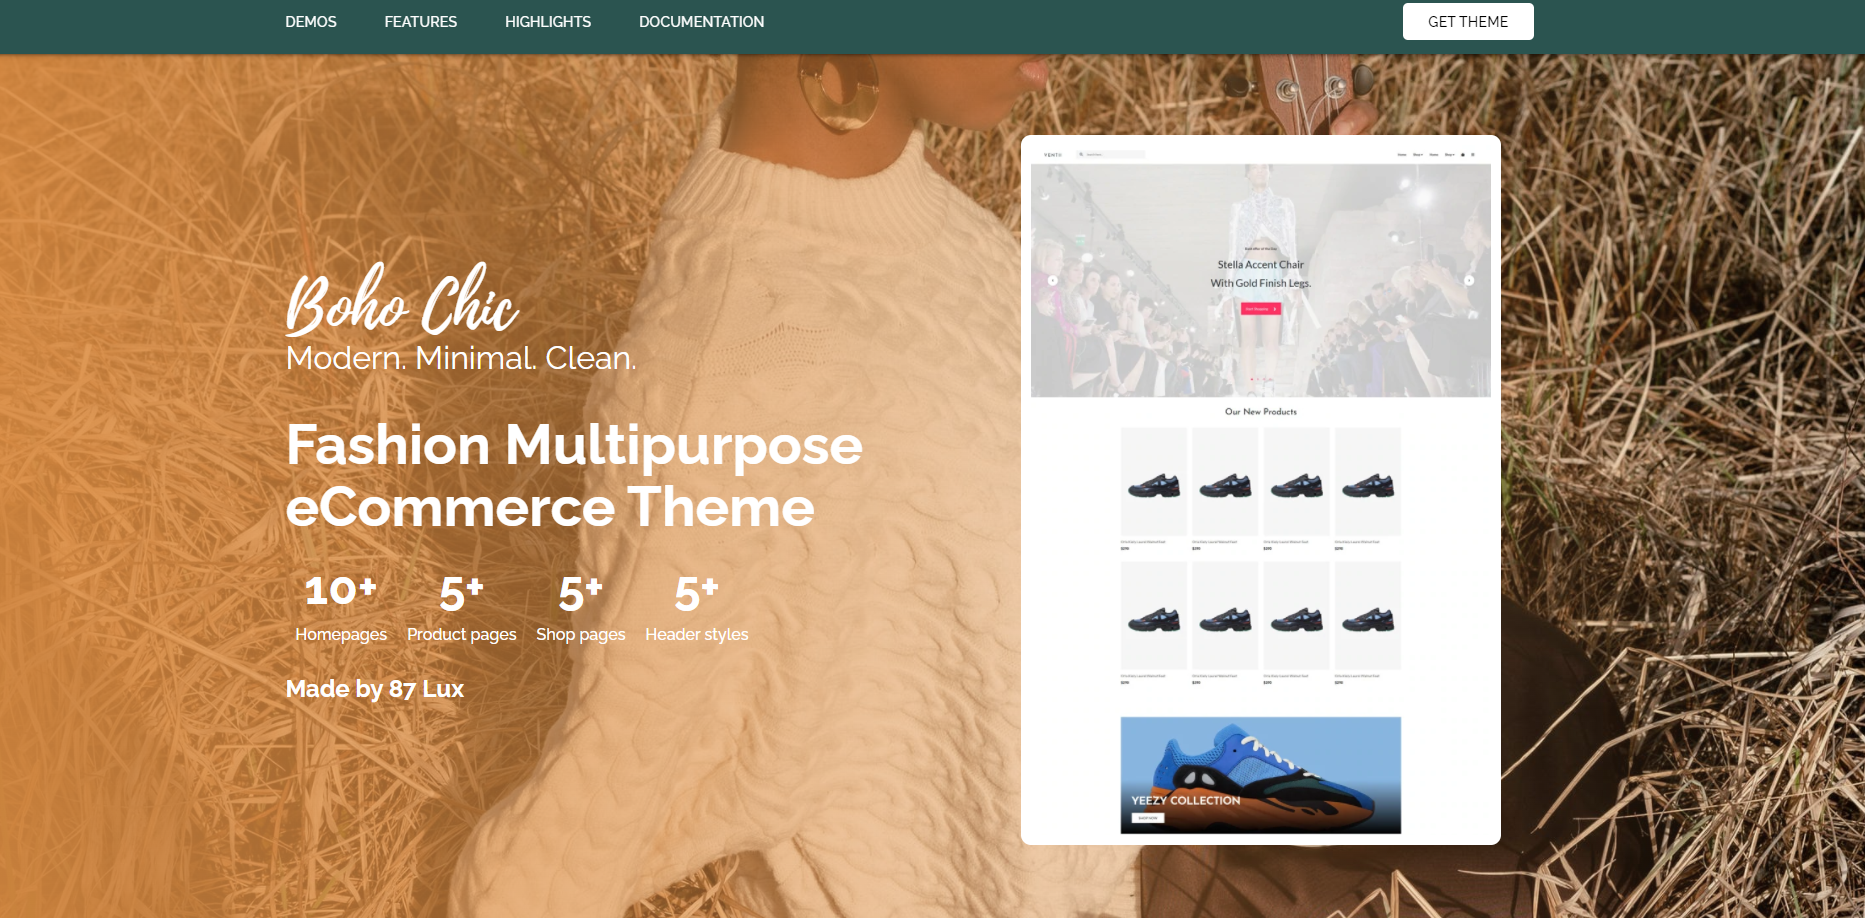 DEMOS FEATURES HIGHLIGHTS DOCUMENTATION GET THEME
Boho Chic
Modern. Minimal. Clean.
Fashion Multipurpose
eCommerce Theme
10+ 5+ 5+ 5+
Homepages Product pages Shop pages Header styles
Made by 87 Lux
Stella Accent Chair
With Gold Finish Legs.
Our New Products
YEEZY COLLECTION
SHOP NOW